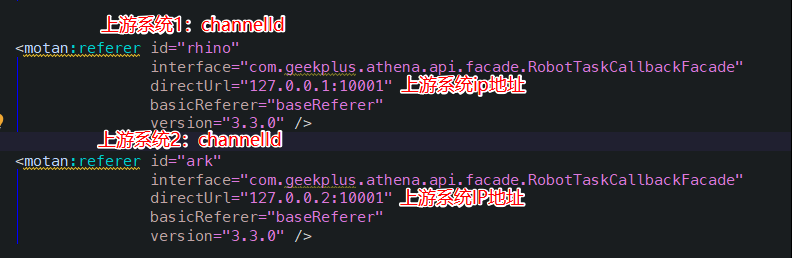 上游系统1：channelId
<motan:referer id="rhino"
interface="com.geekplus.athena.api.facade.RobotTaskCallbackFacade"
directUrl="127.0.0.1:10001" 上游系统ip地址
basicReferer="baseReferer"
version="3.3.0" />
上游系统2：channelId
<motan:referer id="ark"
interface="com.geekplus.athena.api.facade.RobotTaskCallbackFacade"
directUrl="127.0.0.2:10001" 上游系统IP地址
basicReferer="baseReferer"
version="3.3.0" />